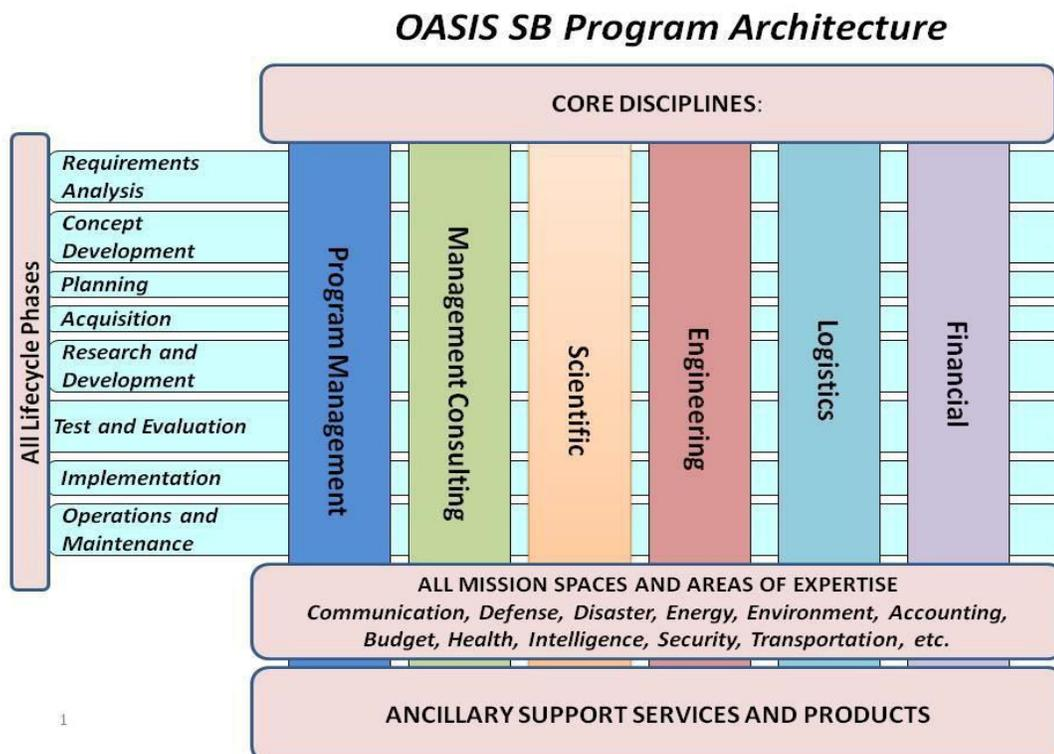 OASIS SB Program Architecture
CORE DISCIPLINES:
All Lifecycle Phases
Requirements
Analysis
Concept
Development
Planning
Acquisition
Research and
Development
Test and Evaluation
Implementation
Operations and
Maintenance
Program Management
Management Consulting
Scientific
Engineering
Logistics
Financial
ALL MISSION SPACES AND AREAS OF EXPERTISE
Communication, Defense, Disaster, Energy, Environment, Accounting,
Budget, Health, Intelligence, Security, Transportation, etc.
ANCILLARY SUPPORT SERVICES AND PRODUCTS
1